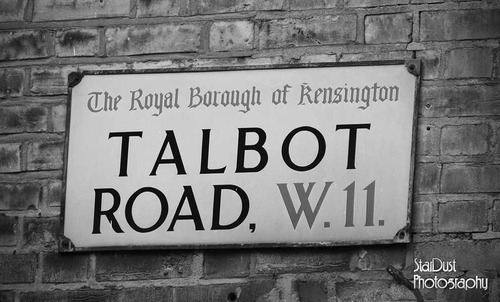 The Royal Borough of Kensington
TALBOT
ROAD, W.11.
StarDust
Photography